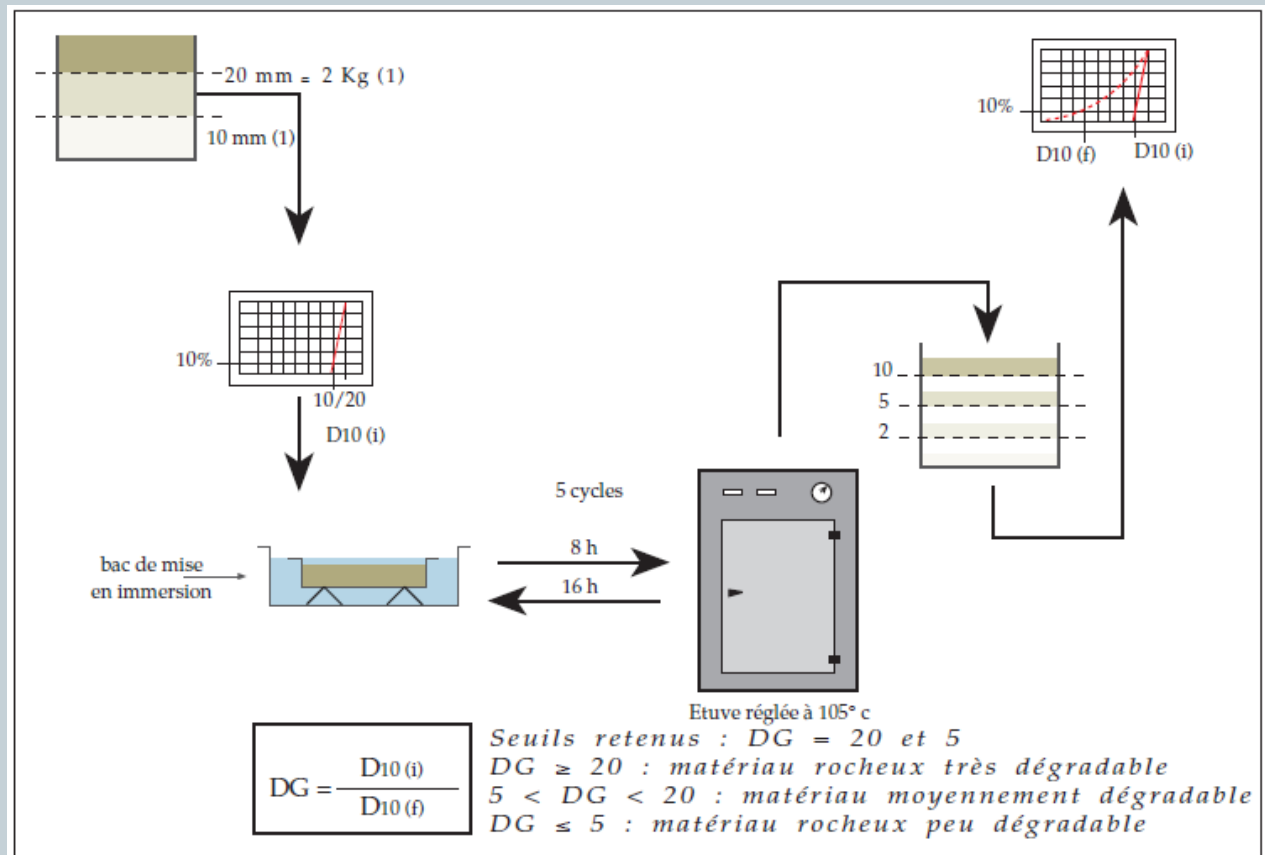 20 mm = 2 Kg (1)
10 mm (1)
10%
10/20
D10 (i)
bac de mise
en immersion
5 cycles
8 h
16 h
Etuve réglée à 105° c
10
5
2
10%
D10 (f)
D10 (i)
DG = D10 (i)
D10 (f)
Seuils retenus : DG = 20 et 5
DG ≥ 20 : matériau rocheux très dégradable
5 < DG < 20 : matériau moyennement dégradable
DG ≤ 5 : matériau rocheux peu dégradable